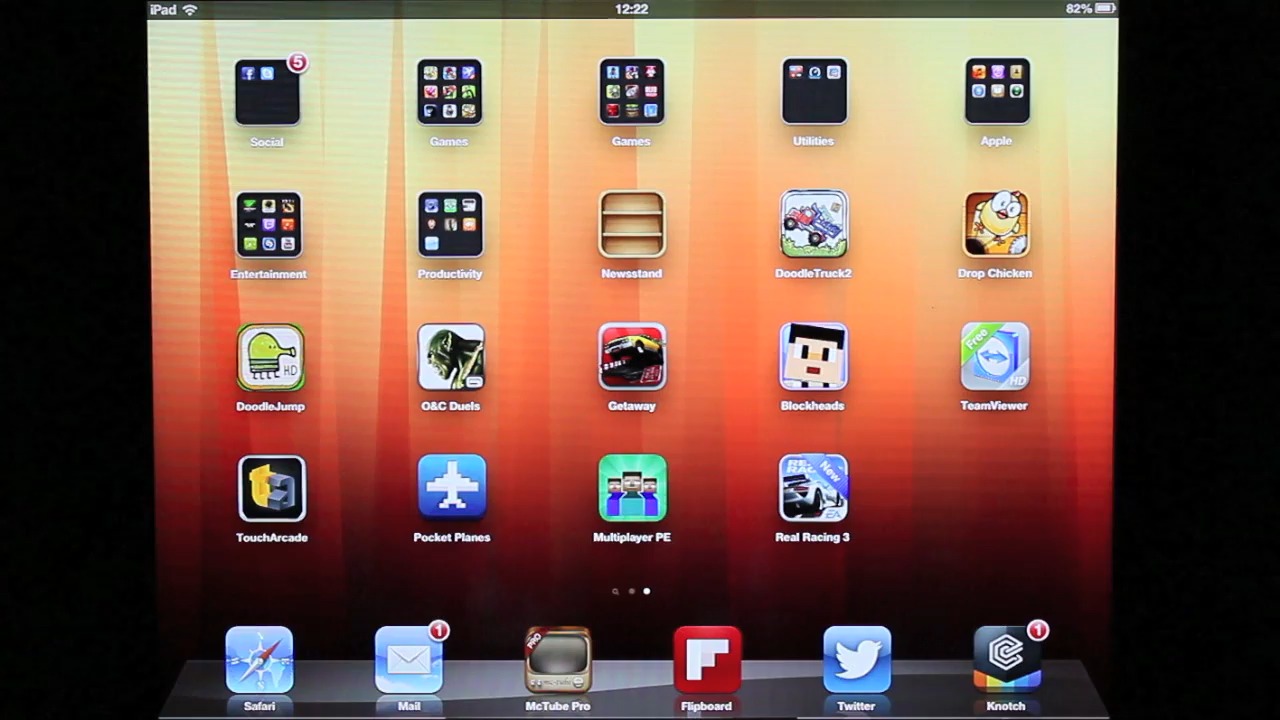 iPad 12:22 82%
5
Social Games Games Utilities Apple
Entertainment Productivity Newsstand DoodleTruck2 Drop Chicken
Free
HD HD
DoodleJump O&C Duels Getaway Blockheads TeamViewer
New
EA
TouchArcade Pocket Planes Multiplayer PE Real Racing 3
1 PRO 1
Safari Mail McTube Pro Flipboard Twitter Knotch